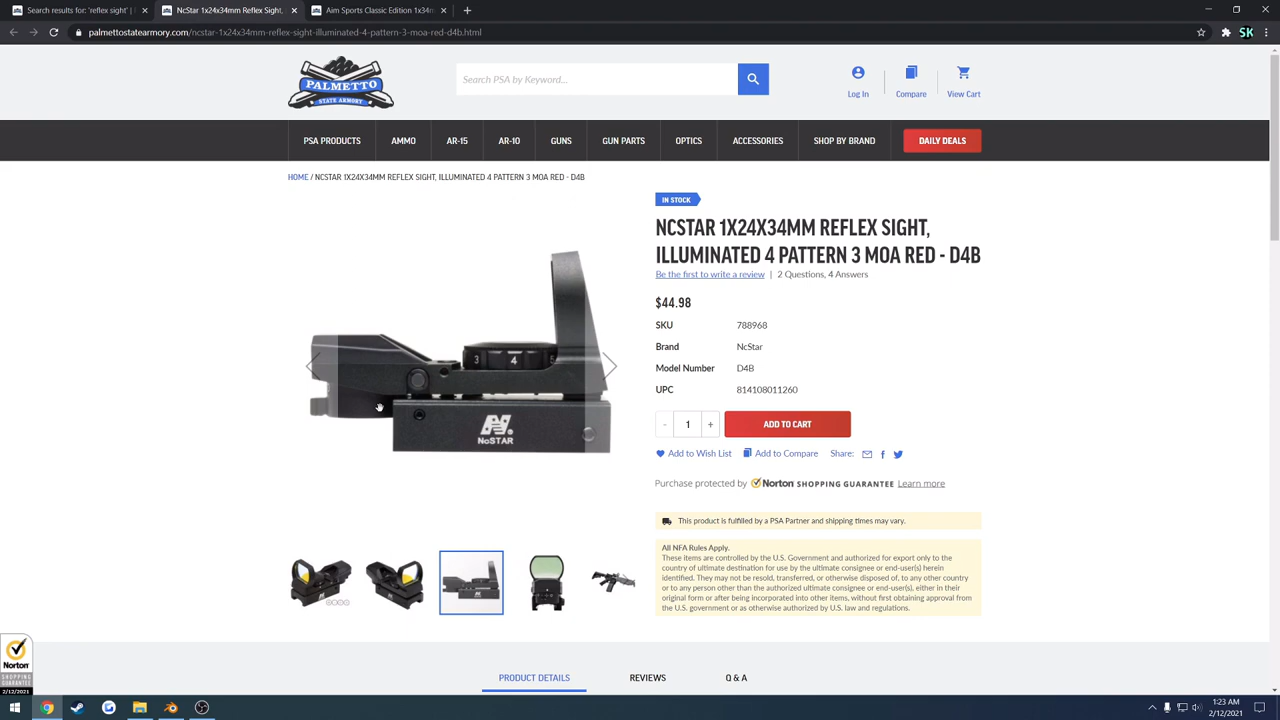 Search results for: 'reflex sight' |
NcStar 1x24x34mm Reflex Sight,
Aim Sports Classic Edition 1x34m
palmettostatearmory.com/ncstar-1x24x34mm-reflex-sight-illuminated-4-pattern-3-moa-red-d4b.html
SK
PALMETTO
STATE ARMORY
Search PSA by Keyword...
Log In
Compare
View Cart
PSA PRODUCTS
AMMO
AR-15
AR-10
GUNS
GUN PARTS
OPTICS
ACCESSORIES
SHOP BY BRAND
DAILY DEALS
HOME / NCSTAR 1X24X34MM REFLEX SIGHT, ILLUMINATED 4 PATTERN 3 MOA RED - D4B
IN STOCK
NCSTAR 1X24X34MM REFLEX SIGHT,
ILLUMINATED 4 PATTERN 3 MOA RED - D4B
Be the first to write a review | 2 Questions, 4 Answers
$44.98
SKU 788968
Brand NcStar
Model Number D4B
UPC 814108011260
- 1 + ADD TO CART
Add to Wish List Add to Compare Share:
Purchase protected by Norton SHOPPING GUARANTEE Learn more
This product is fulfilled by a PSA Partner and shipping times may vary.
All NFA Rules Apply.
These items are controlled by the U.S. Government and authorized for export only to the
country of ultimate destination for use by the ultimate consignee or end-user(s) herein
identified. They may not be resold, transferred, or otherwise disposed of, to any other country
or to any person other than the authorized ultimate consignee or end-user(s), either in their
original form or after being incorporated into other items, without first obtaining approval from
the U.S. government or as otherwise authorized by U.S. law and regulations.
3 4 5
NcSTAR
PRODUCT DETAILS
REVIEWS
Q & A
Norton
SHOPPING
GUARANTEE
2/12/2021
1:23 AM
2/12/2021